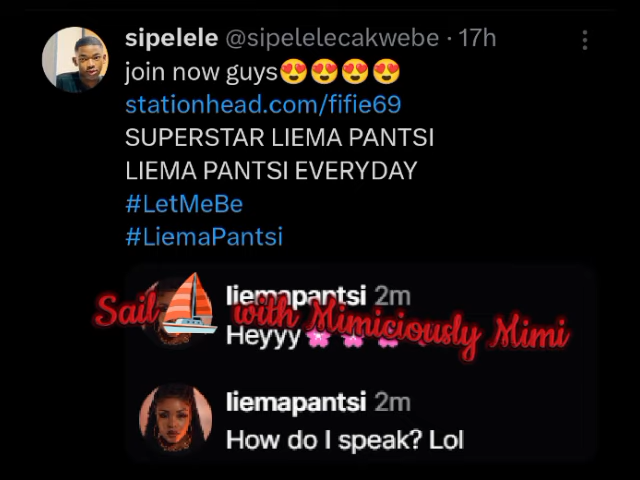 sipelele @sipelelecakwebe · 17h
join now guys😍😍😍😍
stationhead.com/fifie69
SUPERSTAR LIEMA PANTSI
LIEMA PANTSI EVERYDAY
#LetMeBe
#LiemaPantsi
liemapantsi 2m
Sail⛵ with Mimiciously Mimi
Heyyy🌸🌸🌸
liemapantsi 2m
How do I speak? Lol